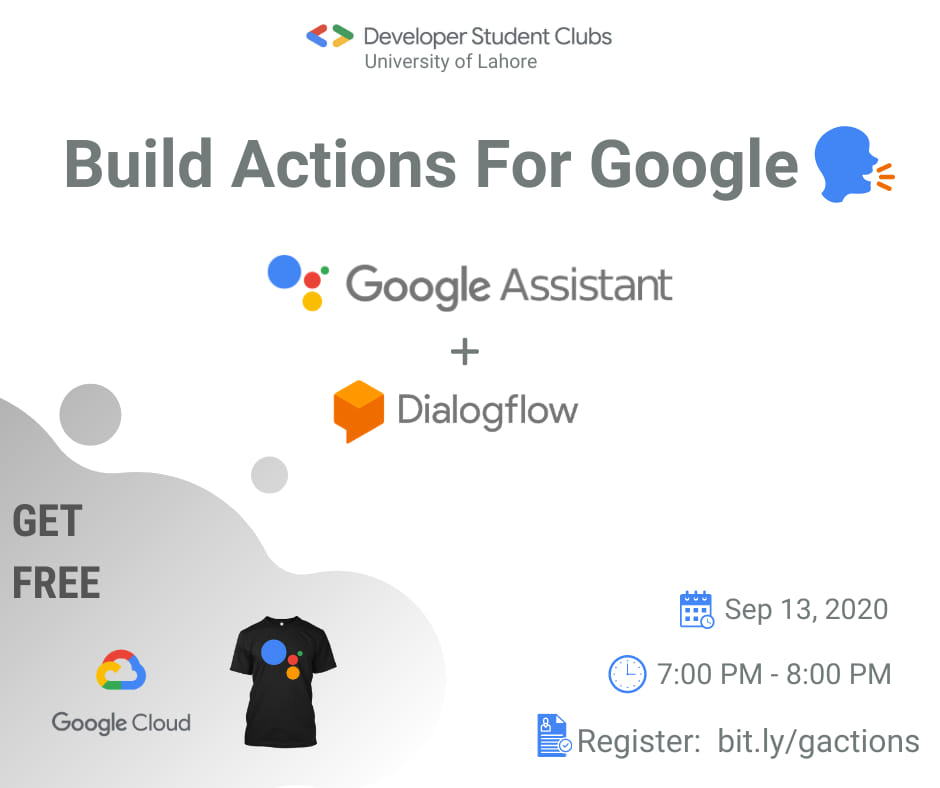 Developer Student Clubs
University of Lahore
Build Actions For Google
Google Assistant
+
Dialogflow
GET
FREE
Google Cloud
Sep 13, 2020
7:00 PM - 8:00 PM
Register: bit.ly/gactions